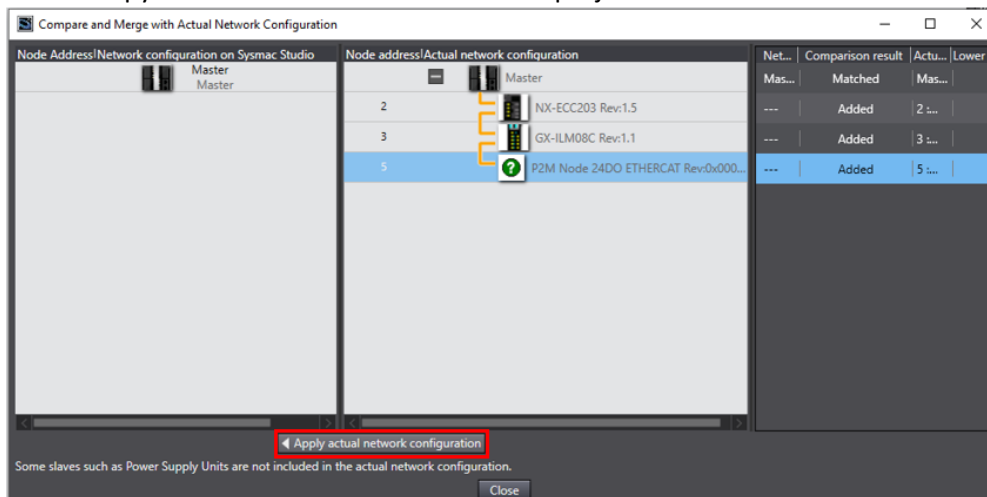 Compare and Merge with Actual Network Configuration
Node Address|Network configuration on Sysmac Studio
Master
Master
Node address|Actual network configuration
Master
2 NX-ECC203 Rev:1.5
3 GX-ILM08C Rev:1.1
5 P2M Node 24DO ETHERCAT Rev:0x000...
Net... Comparison result Actu... Lower
Mas... Matched Mas...
--- Added 2 :...
--- Added 3 :...
--- Added 5 :...
Apply actual network configuration
Some slaves such as Power Supply Units are not included in the actual network configuration.
Close